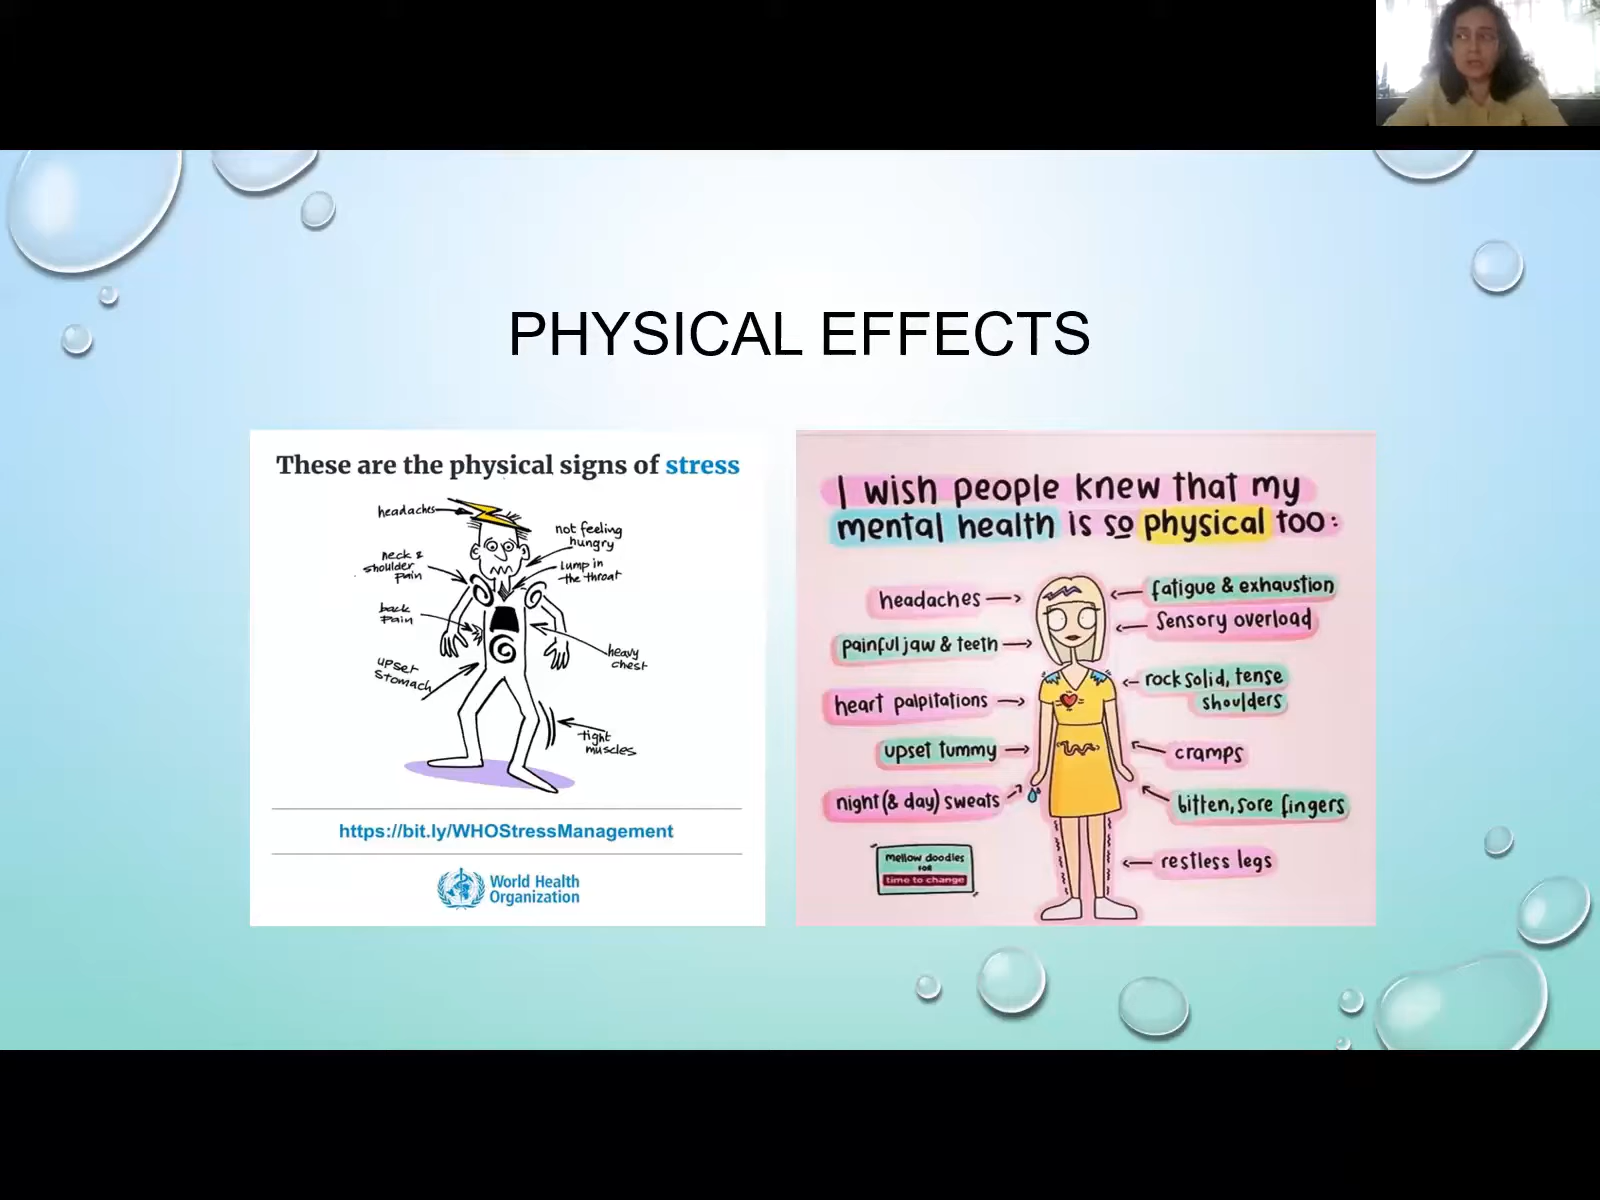 PHYSICAL EFFECTS
These are the physical signs of stress
headaches
not feeling
hungry
neck &
shoulder
pain
lump in
the throat
back
pain
heavy
chest
upset
stomach
tight
muscles
https://bit.ly/WHOStressManagement
World Health
Organization
I wish people knew that my
mental health is so physical too:
headaches
fatigue & exhaustion
Sensory overload
painful jaw & teeth
rock solid, tense
shoulders
heart palpitations
upset tummy
cramps
night (& day) sweats
bitten, sore fingers
restless legs
mellow doodles
FOR
time to change